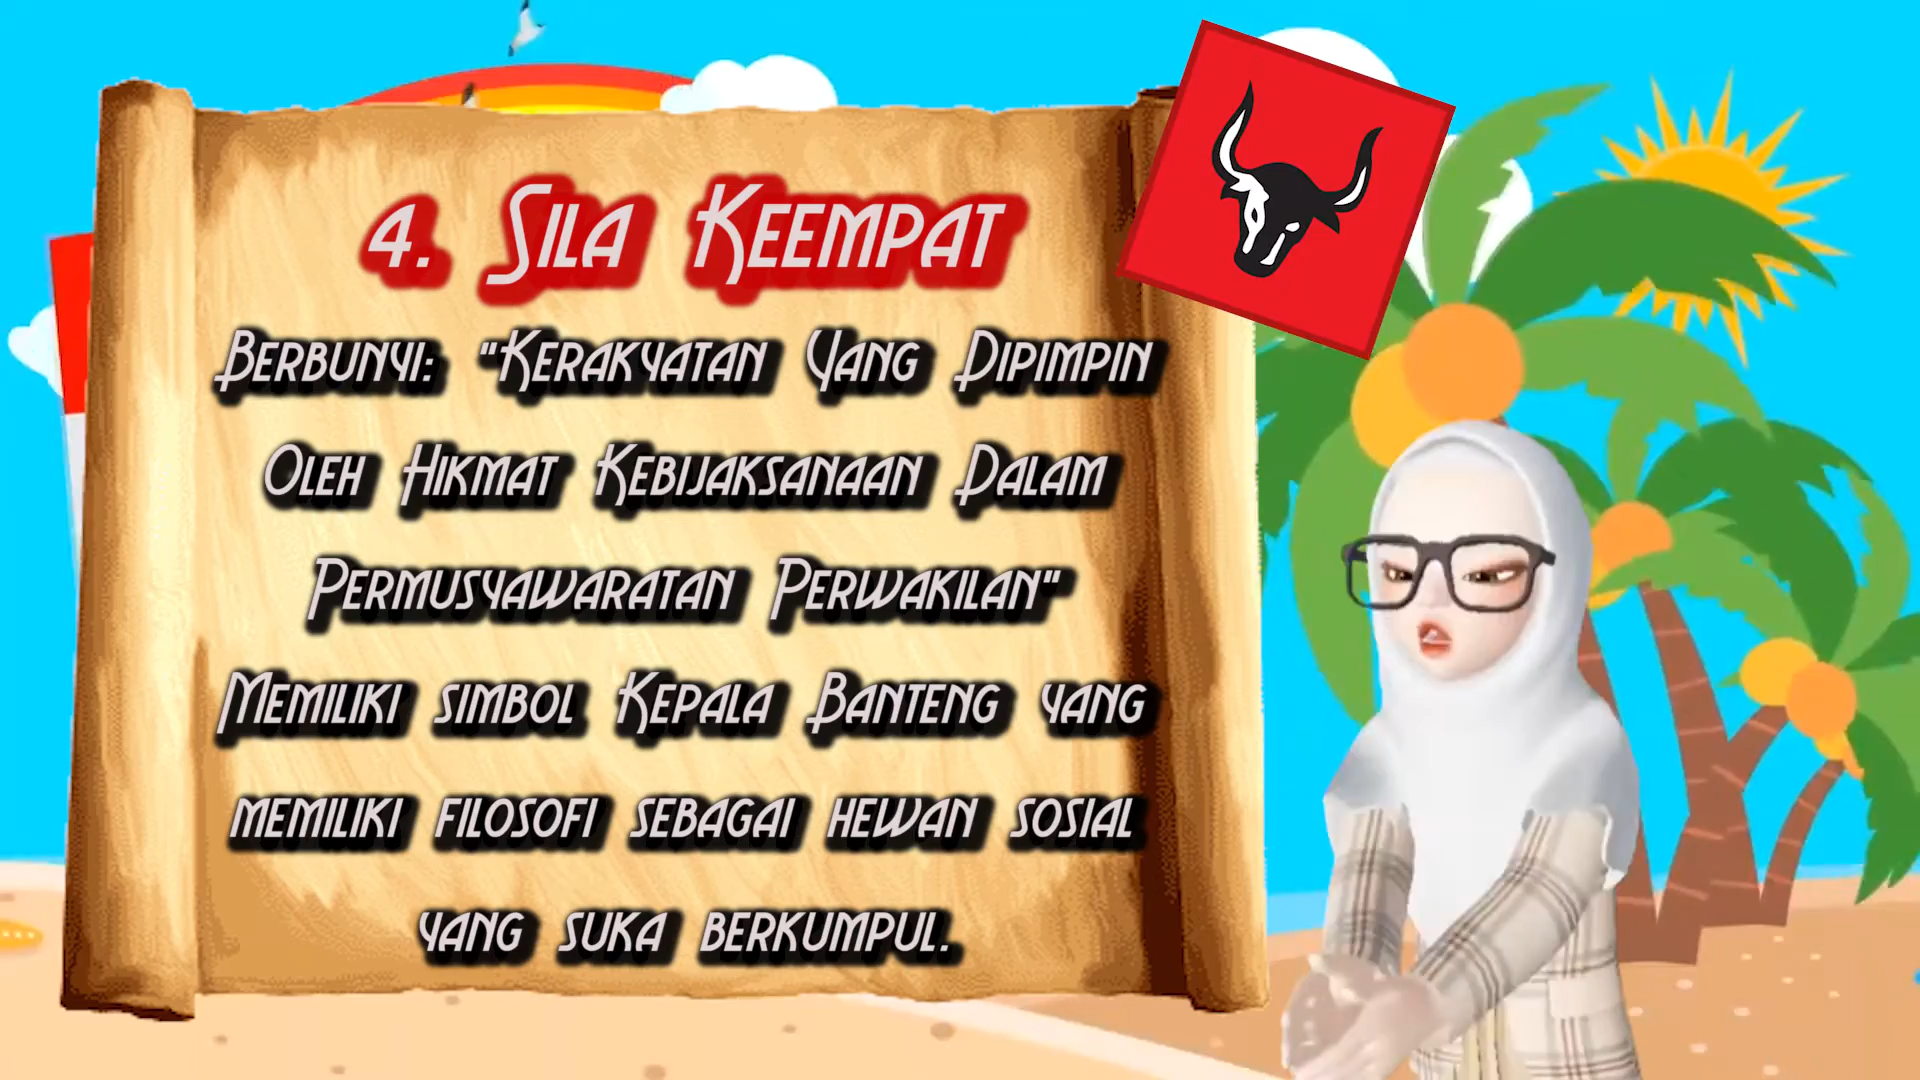 4. Sila Keempat
Berbunyi: "Kerakyatan Yang Dipimpin
Oleh Hikmat Kebijaksanaan Dalam
Permusyawaratan Perwakilan"
Memiliki simbol Kepala Banteng yang
memiliki filosofi sebagai hewan sosial
yang suka berkumpul.